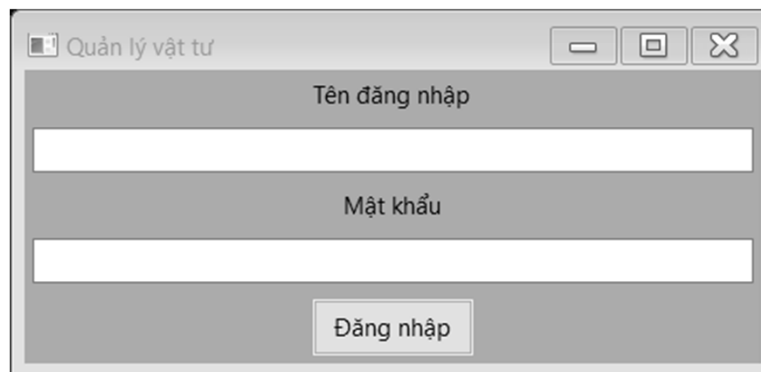 Quản lý vật tư
Tên đăng nhập
Mật khẩu
Đăng nhập